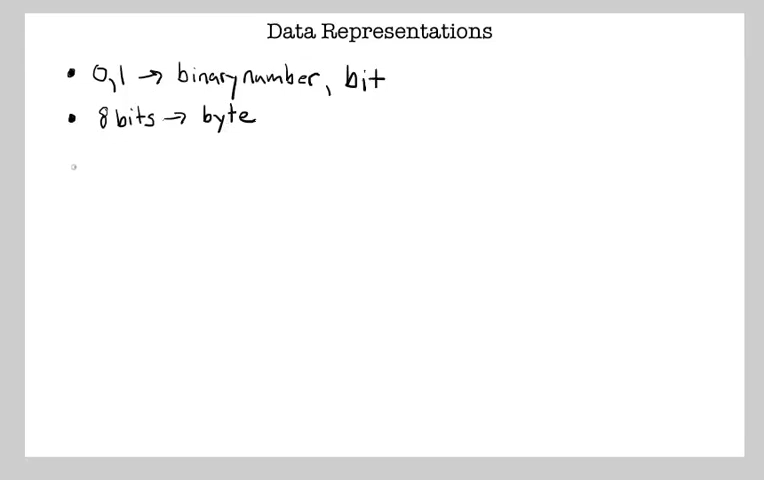 Data Representations
• 0,1 → binary number, bit
• 8 bits → byte